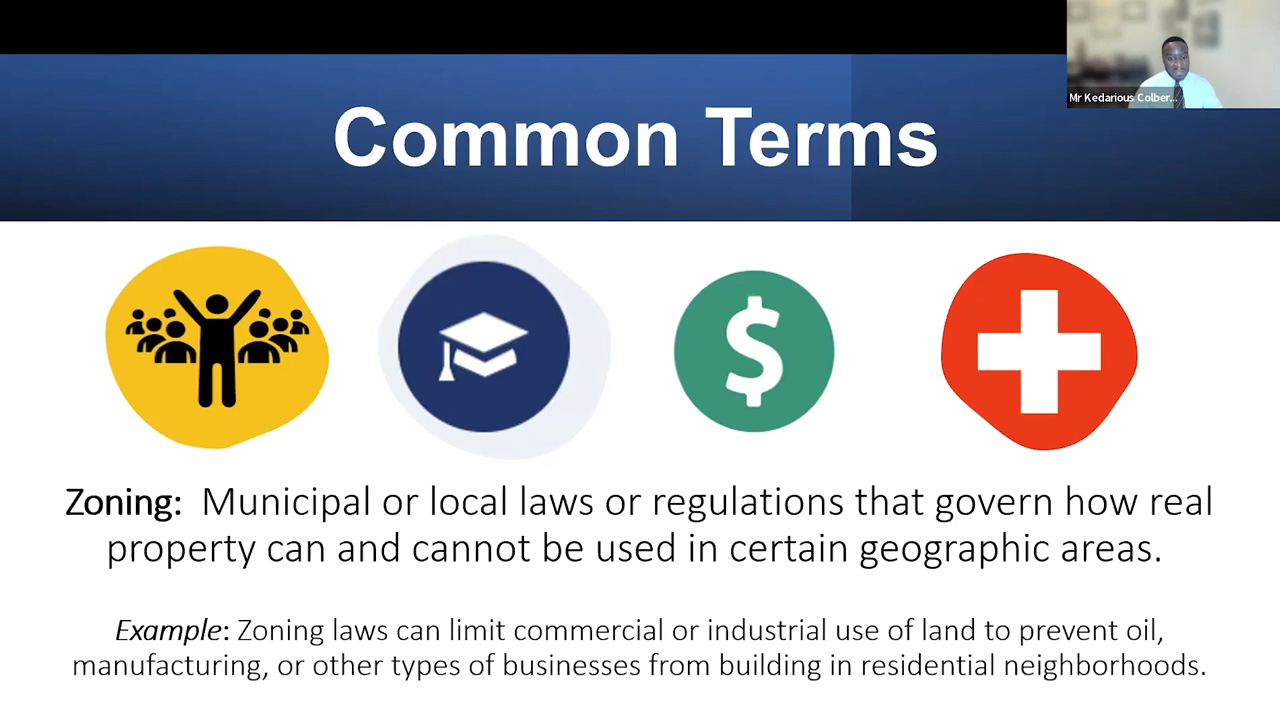 Mr Kedarious Colber...
Common Terms
$
Zoning: Municipal or local laws or regulations that govern how real
property can and cannot be used in certain geographic areas.
Example: Zoning laws can limit commercial or industrial use of land to prevent oil,
manufacturing, or other types of businesses from building in residential neighborhoods.